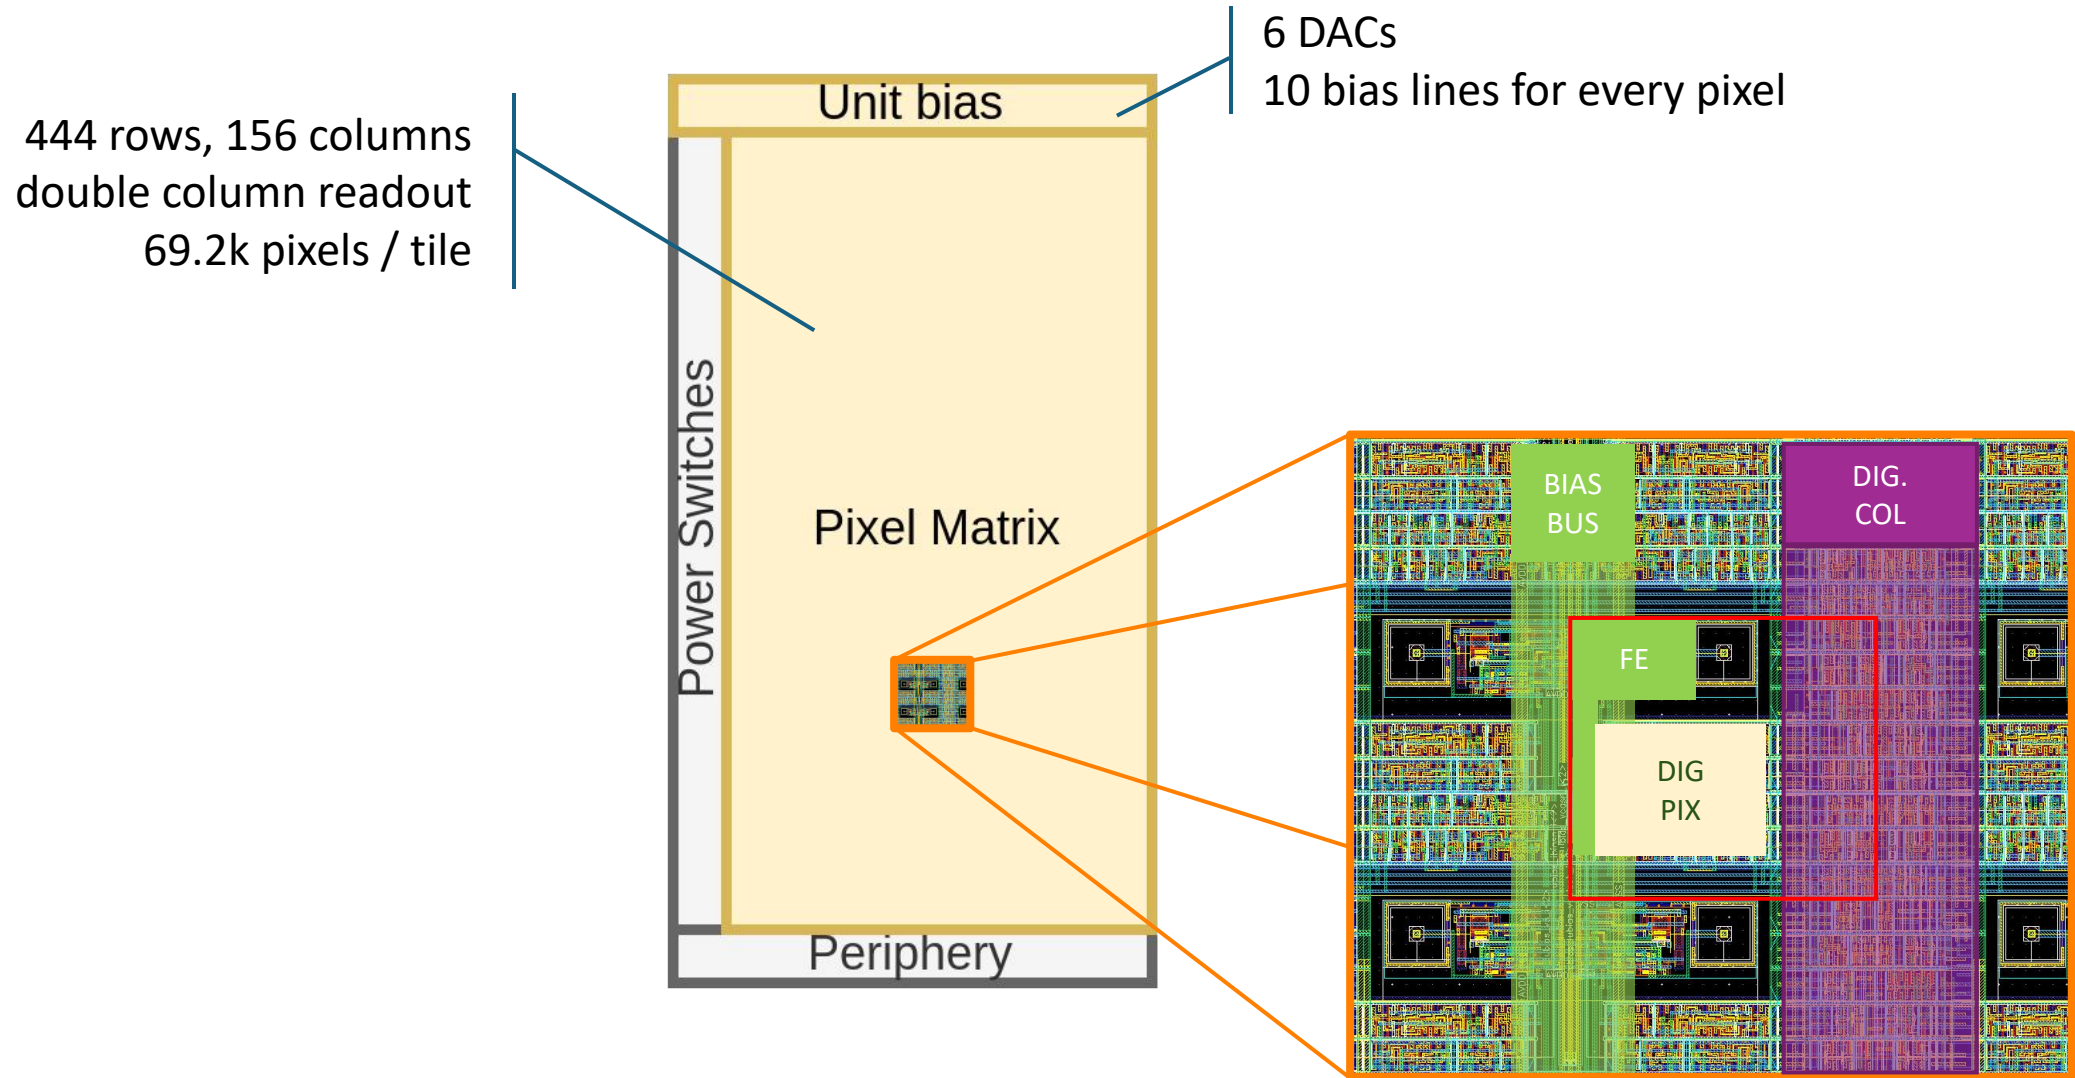 6 DACs
10 bias lines for every pixel
444 rows, 156 columns
double column readout
69.2k pixels / tile
Unit bias
Power Switches
Pixel Matrix
Periphery
BIAS
BUS
DIG.
COL
FE
DIG
PIX